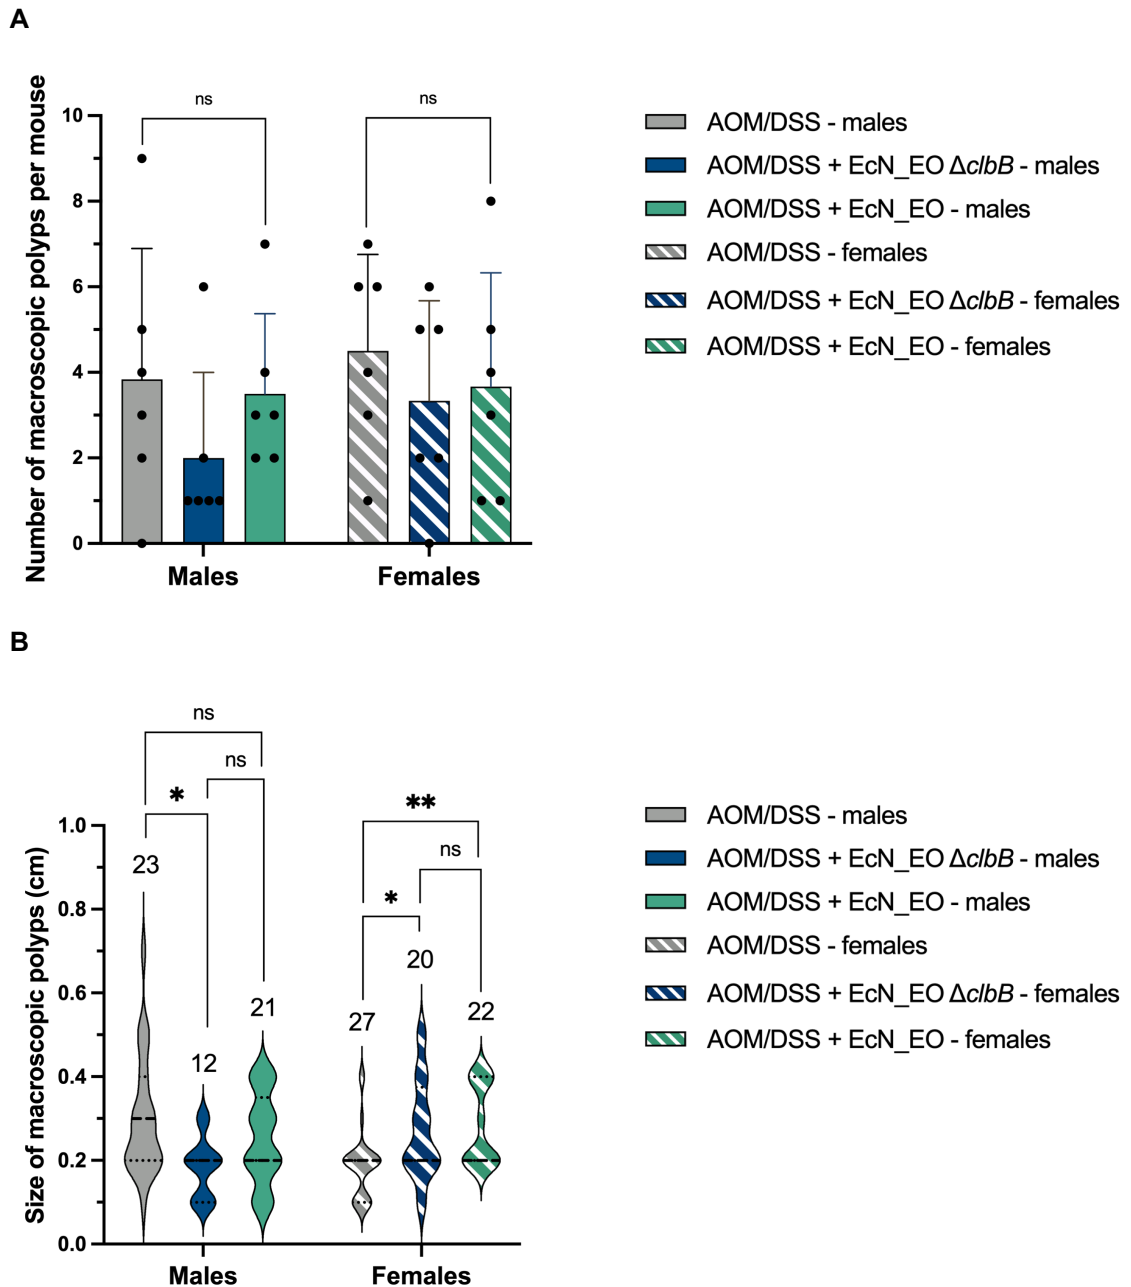 A
Number of macroscopic polyps per mouse
10
8
6
4
2
0
ns
ns
Males
Females
AOM/DSS - males
AOM/DSS + EcN_EO ΔclbB - males
AOM/DSS + EcN_EO - males
AOM/DSS - females
AOM/DSS + EcN_EO ΔclbB - females
AOM/DSS + EcN_EO - females
B
Size of macroscopic polyps (cm)
1.0
0.8
0.6
0.4
0.2
0.0
ns
ns
*
**
ns
*
23
12
21
27
20
22
Males
Females
AOM/DSS - males
AOM/DSS + EcN_EO ΔclbB - males
AOM/DSS + EcN_EO - males
AOM/DSS - females
AOM/DSS + EcN_EO ΔclbB - females
AOM/DSS + EcN_EO - females